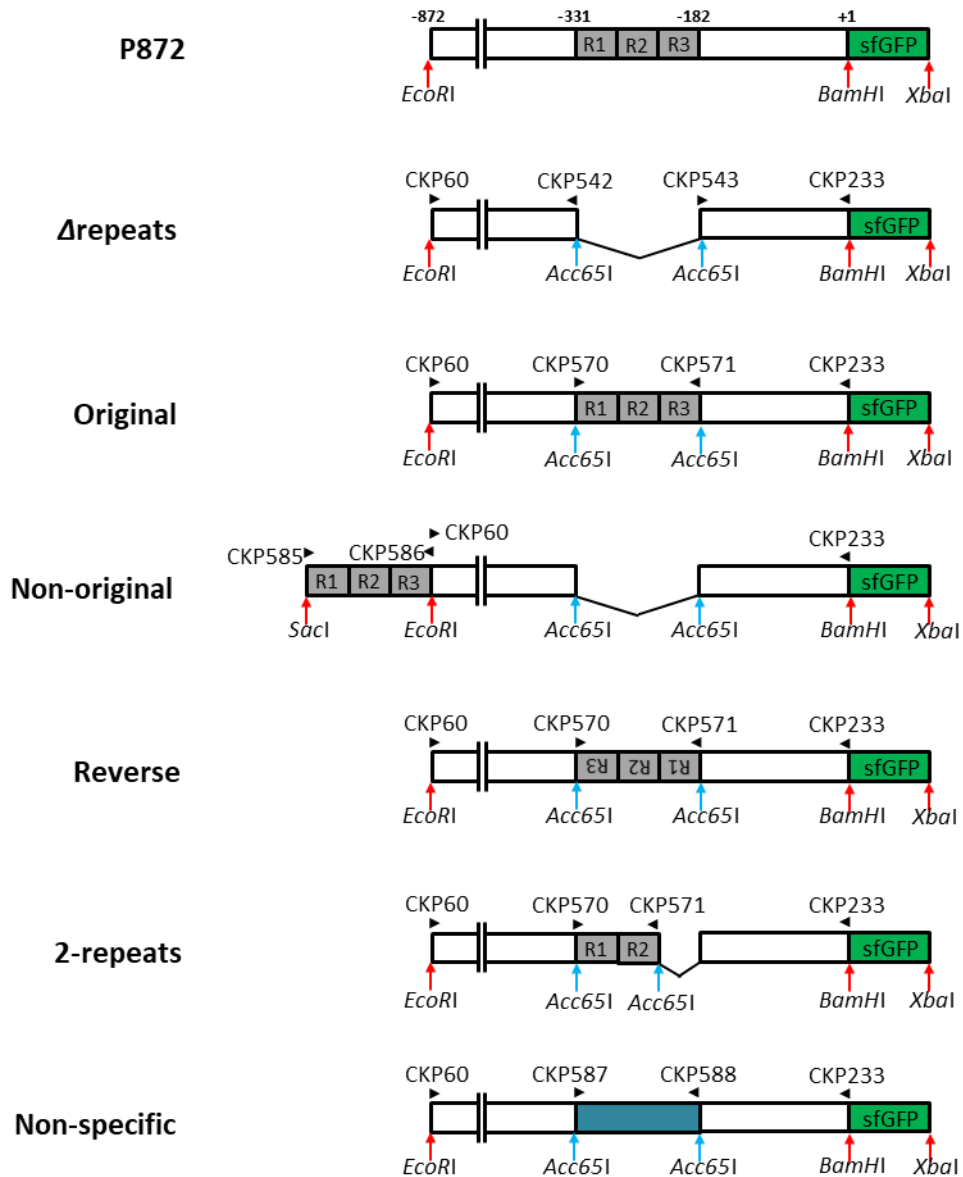 -872 -331 -182 +1
P872 R1 R2 R3 sfGFP
EcoRI BamHI XbaI
CKP60 CKP542 CKP543 CKP233
Δrepeats sfGFP
EcoRI Acc65I Acc65I BamHI XbaI
CKP60 CKP570 CKP571 CKP233
Original R1 R2 R3 sfGFP
EcoRI Acc65I Acc65I BamHI XbaI
CKP60
CKP585 CKP586 CKP233
Non-original R1 R2 R3 sfGFP
SacI EcoRI Acc65I Acc65I BamHI XbaI
CKP60 CKP570 CKP571 CKP233
Reverse R3 R2 R1 sfGFP
EcoRI Acc65I Acc65I BamHI XbaI
CKP60 CKP570 CKP571 CKP233
2-repeats R1 R2 sfGFP
EcoRI Acc65I Acc65I BamHI XbaI
CKP60 CKP587 CKP588 CKP233
Non-specific sfGFP
EcoRI Acc65I Acc65I BamHI XbaI